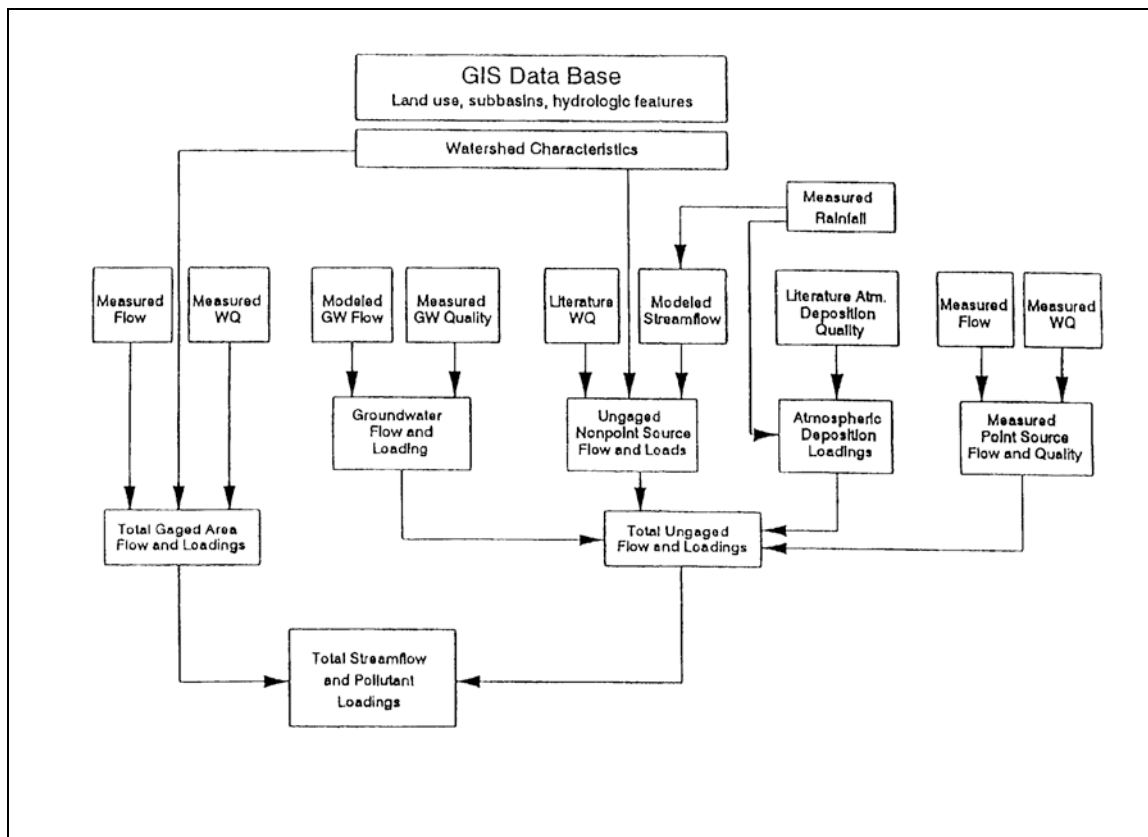 GIS Data Base
Land use, subbasins, hydrologic features
Watershed Characteristics
Measured
Rainfall
Measured
Flow
Measured
WQ
Modeled
GW Flow
Measured
GW Quality
Literature
WQ
Modeled
Streamflow
Literature Atm.
Deposition
Quality
Measured
Flow
Measured
WQ
Groundwater
Flow and
Loading
Ungaged
Nonpoint Source
Flow and Loads
Atmospheric
Deposition
Loadings
Measured
Point Source
Flow and Quality
Total Gaged Area
Flow and Loadings
Total Ungaged
Flow and Loadings
Total Streamflow
and Pollutant
Loadings